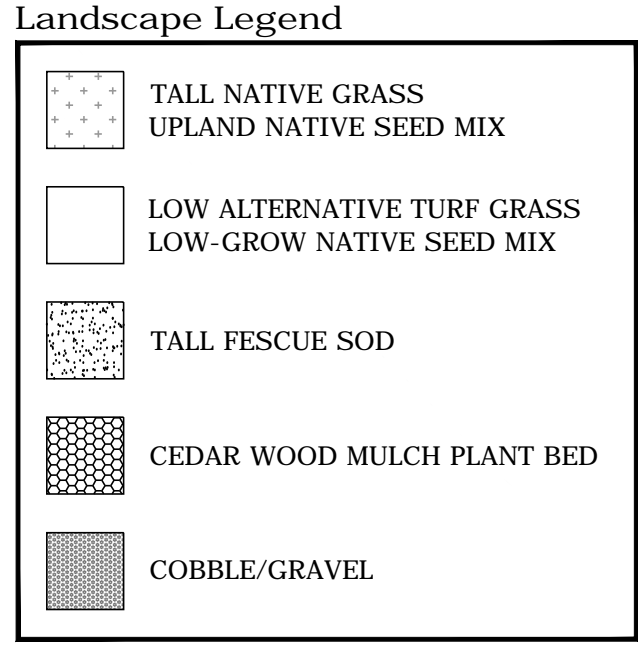 Landscape Legend
TALL NATIVE GRASS
UPLAND NATIVE SEED MIX
LOW ALTERNATIVE TURF GRASS
LOW-GROW NATIVE SEED MIX
TALL FESCUE SOD
CEDAR WOOD MULCH PLANT BED
COBBLE/GRAVEL